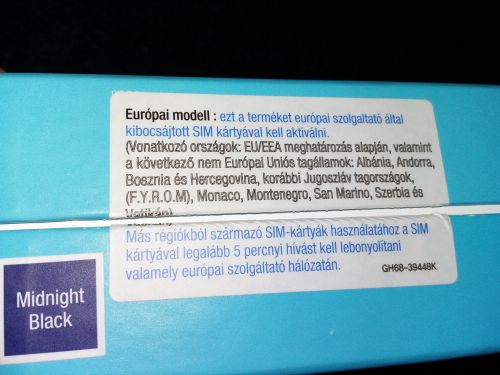 Európai modell : ezt a terméket európai szolgaltató által
kibocsájtott SIM kártyával kell aktiválni.
(Vonatkozó országok: EU/EEA meghatározás alapján, valamint
a következő nem Európai Uniós tagállamok: Albánia, Andorra,
Bosznia és Hercegovina, korábbi Jugoszláv tagországok,
(F.Y.R.O.M), Monaco, Montenegro, San Marino, Szerbia és
Vatikán)
Más régiókból származó SIM-kártyák használatához a SIM
kártyával legalább 5 percnyi hívást kell lebonyolítani
valamely európai szolgáltató hálózatán.
GH68-39448K
Midnight
Black